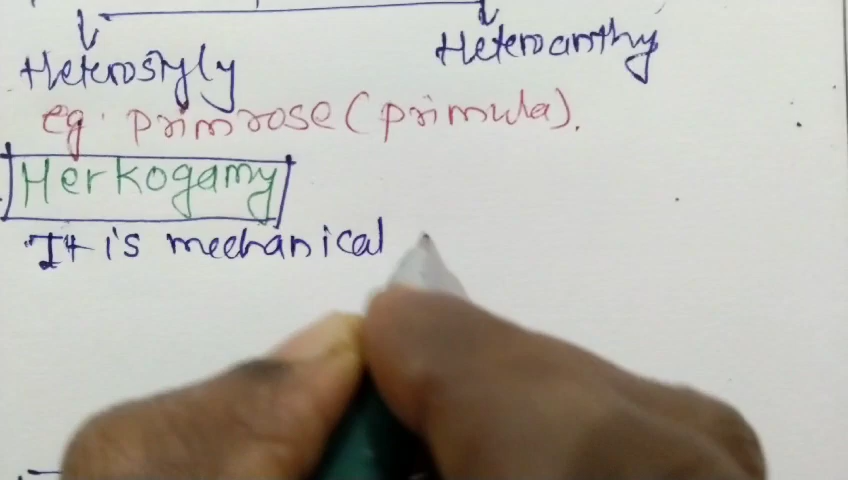 Heterostyly
Heteroanthy
eg. primrose (primula).
Herkogamy
It is mechanical